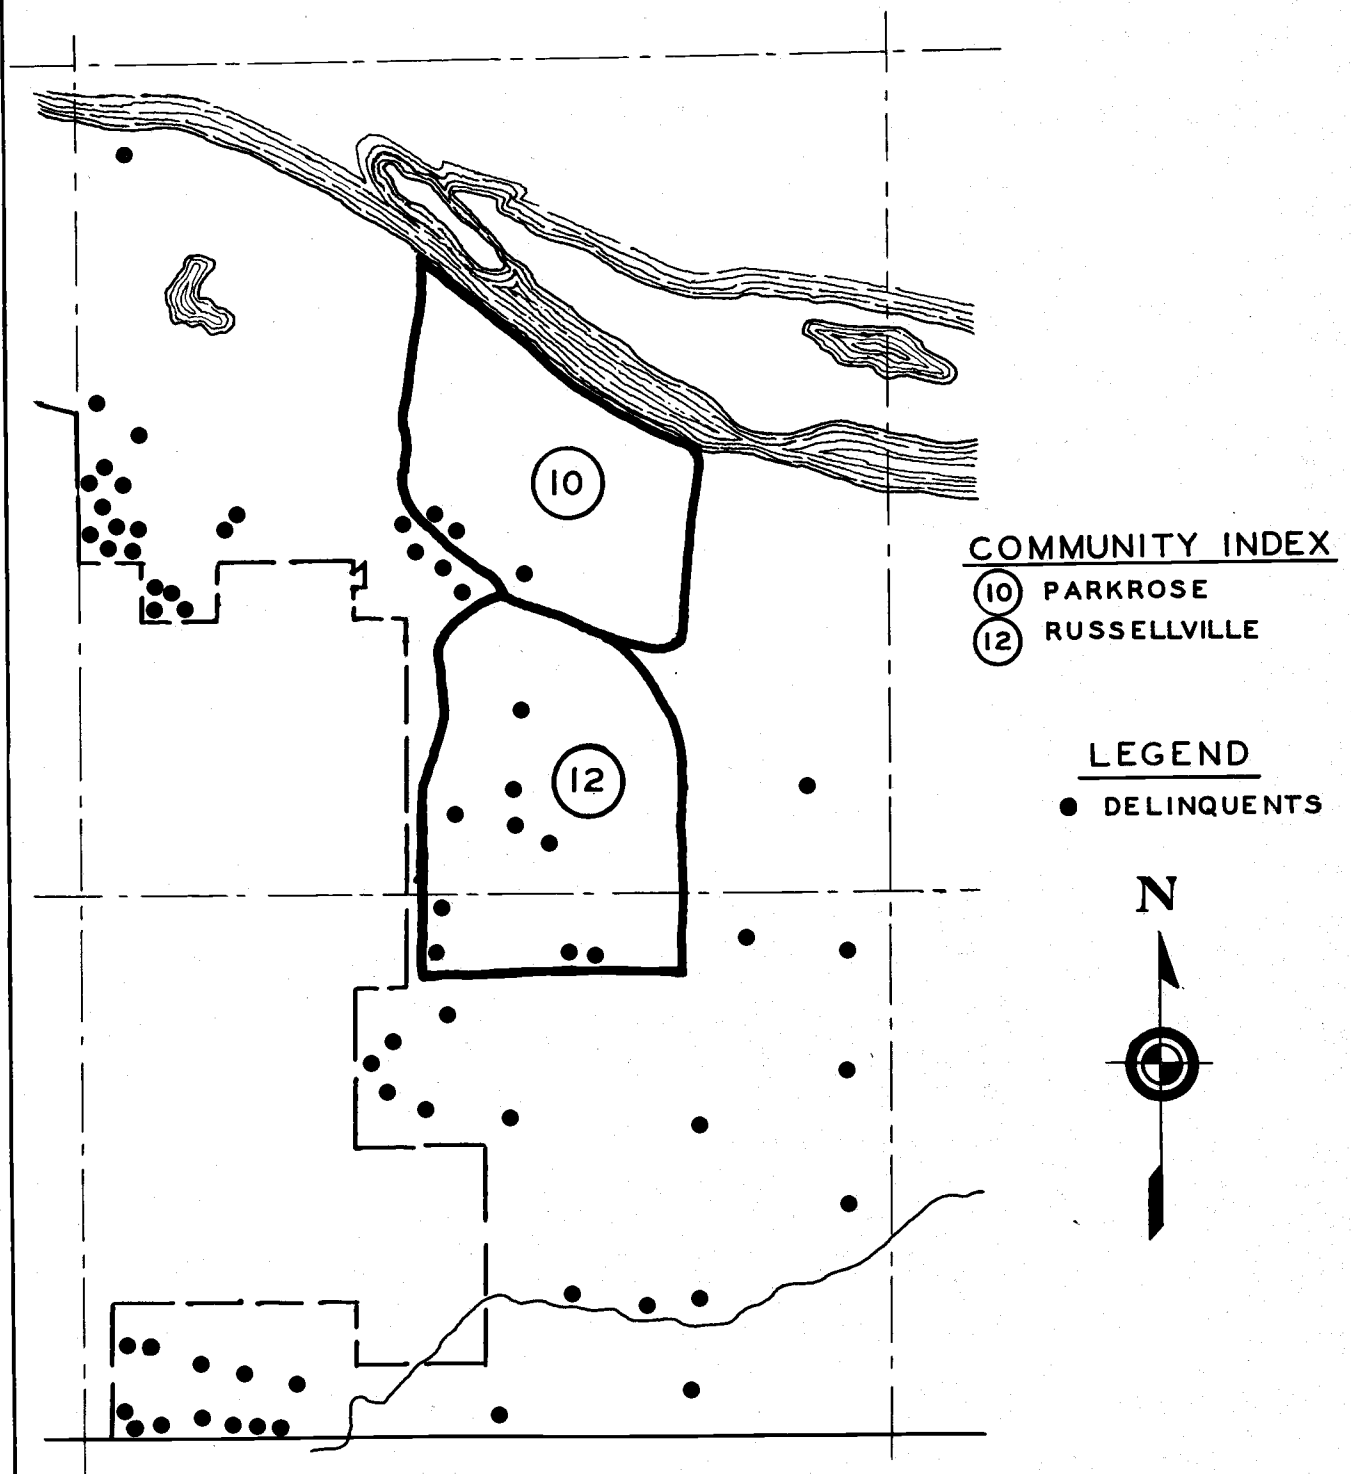 10
12
COMMUNITY INDEX
10 PARKROSE
12 RUSSELLVILLE
LEGEND
DELINQUENTS
N